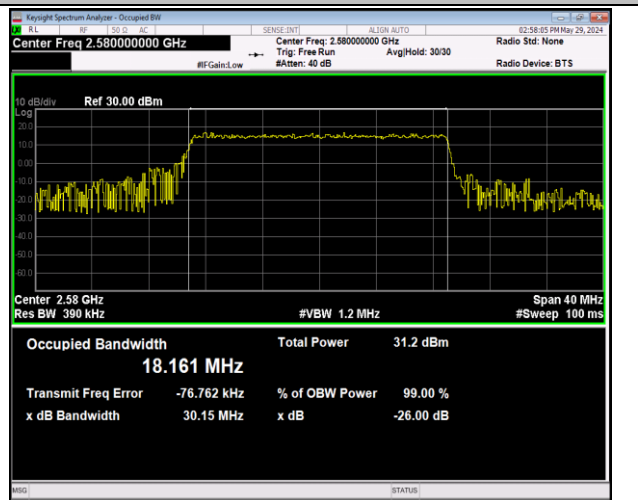 Keysight Spectrum Analyzer - Occupied BW
RL RF 50 Ω AC SENSE:INT ALIGN AUTO 02:58:05 PM May 29, 2024
Center Freq 2.580000000 GHz Center Freq: 2.580000000 GHz Radio Std: None
Trig: Free Run Avg|Hold: 30/30
#IFGain:Low #Atten: 40 dB Radio Device: BTS
10 dB/div Ref 30.00 dBm
Log
20.0
10.0
0.00
-10.0
-20.0
-30.0
-40.0
-50.0
-60.0
Center 2.58 GHz Span 40 MHz
Res BW 390 kHz #VBW 1.2 MHz #Sweep 100 ms
Occupied Bandwidth Total Power 31.2 dBm
18.161 MHz
Transmit Freq Error -76.762 kHz % of OBW Power 99.00 %
x dB Bandwidth 30.15 MHz x dB -26.00 dB
MSG STATUS